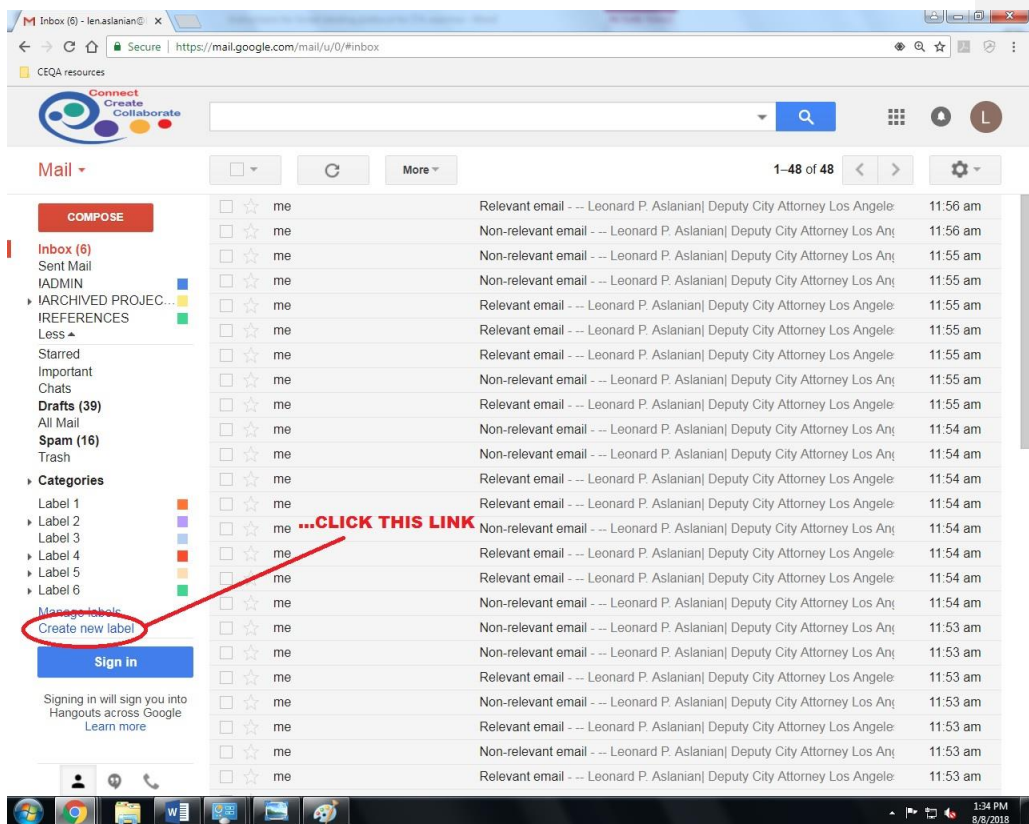 Inbox (6) - len.aslanian@
Secure
https://mail.google.com/mail/u/0/#inbox
CEQA resources
Connect
Create
Collaborate
L
Mail
More
1–48 of 48
COMPOSE
Inbox (6)
Sent Mail
!ADMIN
!ARCHIVED PROJEC...
!REFERENCES
Less
Starred
Important
Chats
Drafts (39)
All Mail
Spam (16)
Trash
Categories
Label 1
Label 2
Label 3
Label 4
Label 5
Label 6
Manage labels
Create new label
Sign in
Signing in will sign you into
Hangouts across Google
Learn more
...CLICK THIS LINK
me Relevant email - -- Leonard P. Aslanian| Deputy City Attorney Los Angele 11:56 am
me Non-relevant email - -- Leonard P. Aslanian| Deputy City Attorney Los Ang 11:56 am
me Non-relevant email - -- Leonard P. Aslanian| Deputy City Attorney Los Ang 11:55 am
me Non-relevant email - -- Leonard P. Aslanian| Deputy City Attorney Los Ang 11:55 am
me Relevant email - -- Leonard P. Aslanian| Deputy City Attorney Los Angele 11:55 am
me Relevant email - -- Leonard P. Aslanian| Deputy City Attorney Los Angele 11:55 am
me Relevant email - -- Leonard P. Aslanian| Deputy City Attorney Los Angele 11:55 am
me Non-relevant email - -- Leonard P. Aslanian| Deputy City Attorney Los Ang 11:55 am
me Relevant email - -- Leonard P. Aslanian| Deputy City Attorney Los Angele 11:55 am
me Non-relevant email - -- Leonard P. Aslanian| Deputy City Attorney Los Ang 11:54 am
me Non-relevant email - -- Leonard P. Aslanian| Deputy City Attorney Los Ang 11:54 am
me Relevant email - -- Leonard P. Aslanian| Deputy City Attorney Los Angele 11:54 am
me Relevant email - -- Leonard P. Aslanian| Deputy City Attorney Los Angele 11:54 am
me Non-relevant email - -- Leonard P. Aslanian| Deputy City Attorney Los Ang 11:54 am
me Relevant email - -- Leonard P. Aslanian| Deputy City Attorney Los Angele 11:54 am
me Relevant email - -- Leonard P. Aslanian| Deputy City Attorney Los Angele 11:54 am
me Non-relevant email - -- Leonard P. Aslanian| Deputy City Attorney Los Ang 11:54 am
me Non-relevant email - -- Leonard P. Aslanian| Deputy City Attorney Los Ang 11:53 am
me Non-relevant email - -- Leonard P. Aslanian| Deputy City Attorney Los Ang 11:53 am
me Relevant email - -- Leonard P. Aslanian| Deputy City Attorney Los Angele 11:53 am
me Non-relevant email - -- Leonard P. Aslanian| Deputy City Attorney Los Ang 11:53 am
me Relevant email - -- Leonard P. Aslanian| Deputy City Attorney Los Angele 11:53 am
me Non-relevant email - -- Leonard P. Aslanian| Deputy City Attorney Los Ang 11:53 am
me Relevant email - -- Leonard P. Aslanian| Deputy City Attorney Los Angele 11:53 am
1:34 PM
8/8/2018